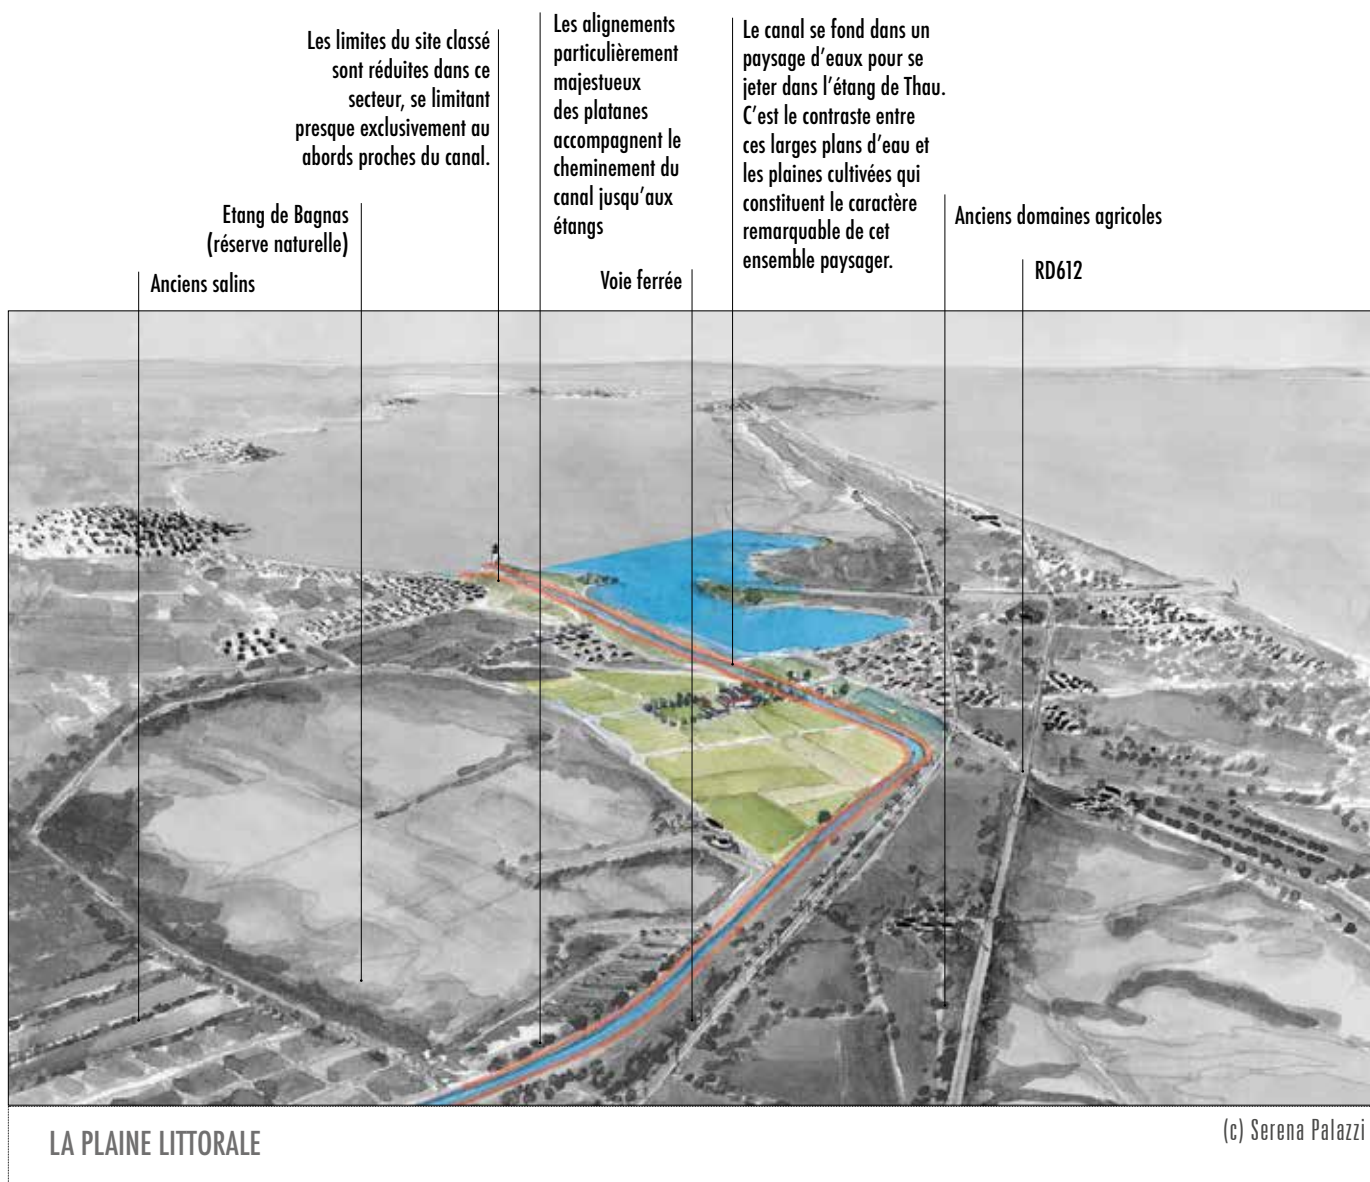 Les limites du site classé
sont réduites dans ce
secteur, se limitant
presque exclusivement au
abords proches du canal.
Les alignements
particulièrement
majestueux
des platanes
accompagnent le
cheminement du
canal jusqu'aux
étangs
Le canal se fond dans un
paysage d'eaux pour se
jeter dans l'étang de Thau.
C'est le contraste entre
ces larges plans d'eau et
les plaines cultivées qui
constituent le caractère
remarquable de cet
ensemble paysager.
Etang de Bagnas
(réserve naturelle)
Anciens domaines agricoles
Anciens salins
Voie ferrée
RD612
LA PLAINE LITTORALE
(c) Serena Palazzi